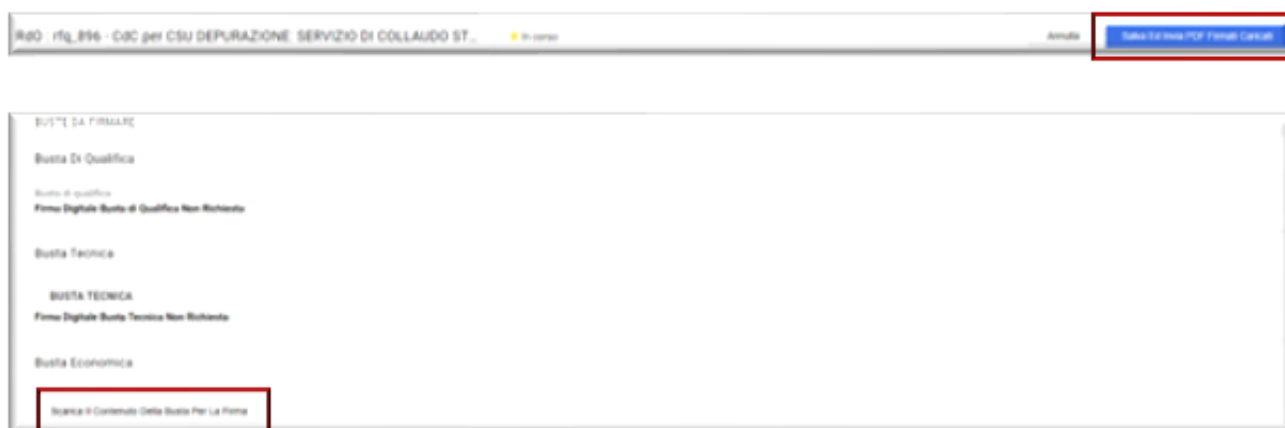 RdO : rfq_896 - CdC per CSU DEPURAZIONE: SERVIZIO DI COLLAUDO ST... In corso Annulla Salva Ed Invia PDF Firmati Caricati
BUSTE DA FIRMARE
Busta Di Qualifica
Busta di qualifica
Firma Digitale Busta di Qualifica Non Richiesta
Busta Tecnica
BUSTA TECNICA
Firma Digitale Busta Tecnica Non Richiesta
Busta Economica
Scarica Il Contenuto Della Busta Per La Firma